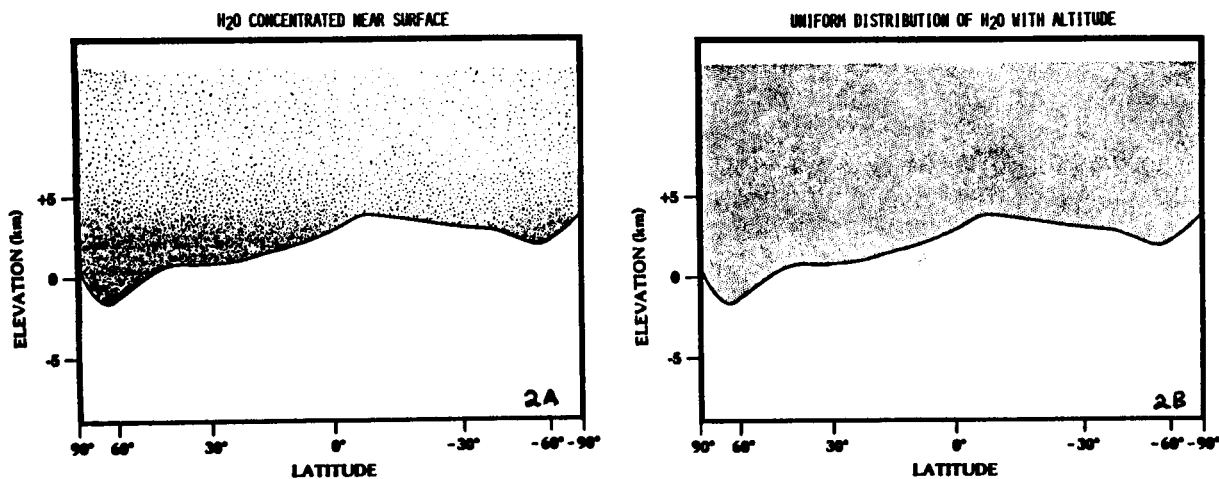 H2O CONCENTRATED NEAR SURFACE
ELEVATION (km)
+5
0
-5
2A
90° 60° 30° 0° -30° -60° -90°
LATITUDE
UNIFORM DISTRIBUTION OF H2O WITH ALTITUDE
ELEVATION (km)
+5
0
-5
2B
90° 60° 30° 0° -30° -60° -90°
LATITUDE